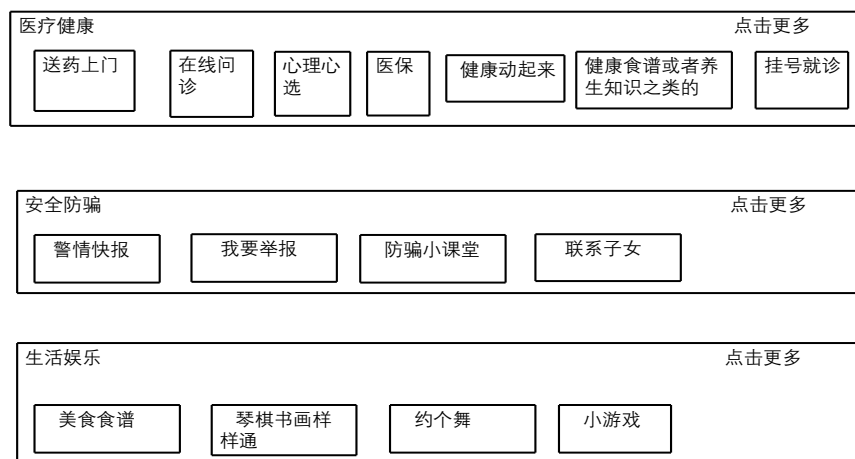 医疗健康 点击更多
送药上门 在线问诊 心理心选 医保 健康动起来 健康食谱或者养生知识之类的 挂号就诊
安全防骗 点击更多
警情快报 我要举报 防骗小课堂 联系子女
生活娱乐 点击更多
美食食谱 琴棋书画样样通 约个舞 小游戏